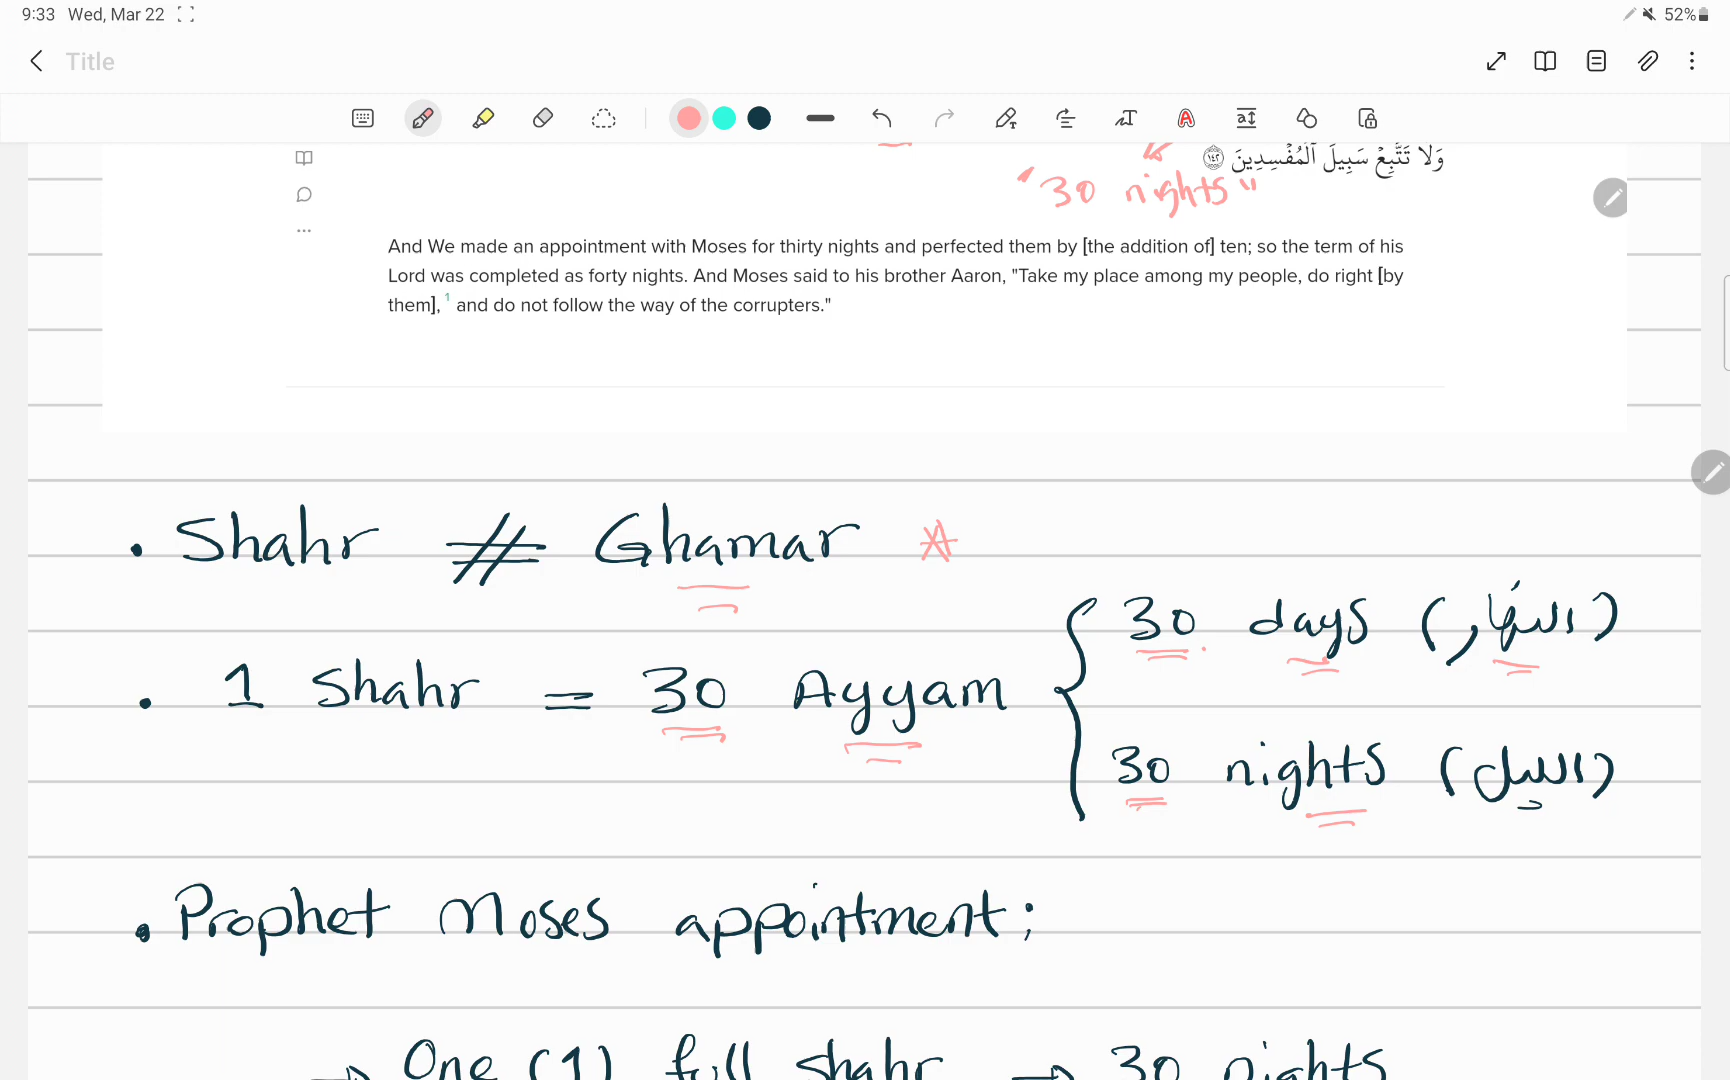 9:33 Wed, Mar 22 52%
Title
وَلَا تَتَّبِعْ سَبِيلَ ٱلْمُفْسِدِينَ ١٤٢
"30 nights"
And We made an appointment with Moses for thirty nights and perfected them by [the addition of] ten; so the term of his
Lord was completed as forty nights. And Moses said to his brother Aaron, "Take my place among my people, do right [by
them],1 and do not follow the way of the corrupters."
• Shahr ≠ Ghamar
30 days (النهار)
• 1 Shahr = 30 Ayyam
30 nights (الليل)
• Prophet Moses appointment:
→ One (1) full shahr → 30 nights